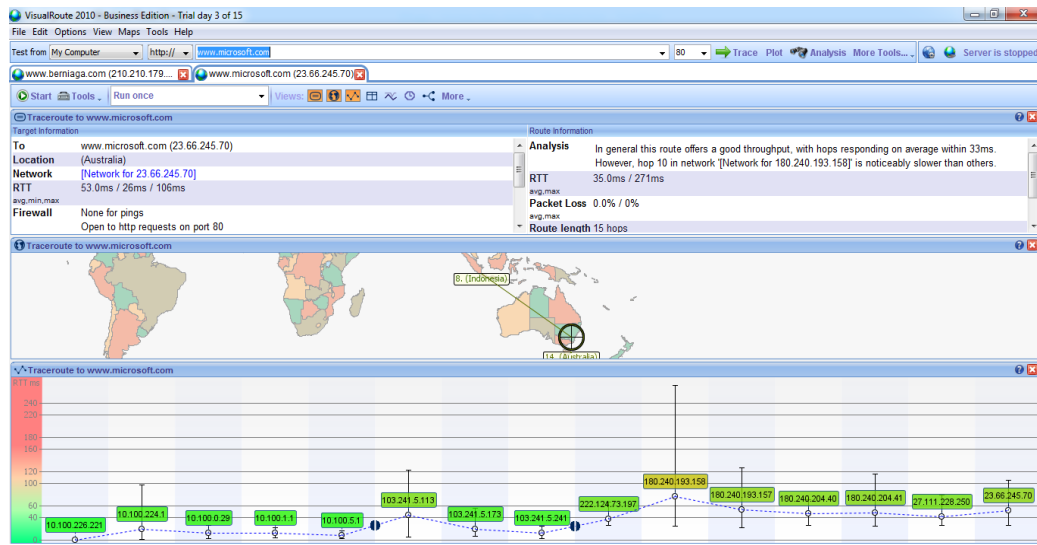 VisualRoute 2010 - Business Edition - Trial day 3 of 15
File Edit Options View Maps Tools Help
Test from My Computer http:// www.microsoft.com 80 Trace Plot Analysis More Tools... Server is stopped
www.berniaga.com (210.210.179.... www.microsoft.com (23.66.245.70)
Start Tools Run once Views: More
Traceroute to www.microsoft.com
Target Information Route Information
To www.microsoft.com (23.66.245.70)
Location (Australia)
Network [Network for 23.66.245.70]
RTT 53.0ms / 26ms / 106ms
avg,min,max
Firewall None for pings
Open to http requests on port 80
Analysis In general this route offers a good throughput, with hops responding on average within 33ms.
However, hop 10 in network '[Network for 180.240.193.158]' is noticeably slower than others.
RTT 35.0ms / 271ms
avg,max
Packet Loss 0.0% / 0%
avg,max
Route length 15 hops
Traceroute to www.microsoft.com
8. (Indonesia)
14. (Australia)
Traceroute to www.microsoft.com
RTT ms
240
220
180
160
120
100
60
40
0
10.100.226.221
10.100.224.1
10.100.0.29
10.100.1.1
10.100.5.1
103.241.5.113
103.241.5.173
103.241.5.241
222.124.73.197
180.240.193.158
180.240.193.157
180.240.204.40
180.240.204.41
27.111.228.250
23.66.245.70